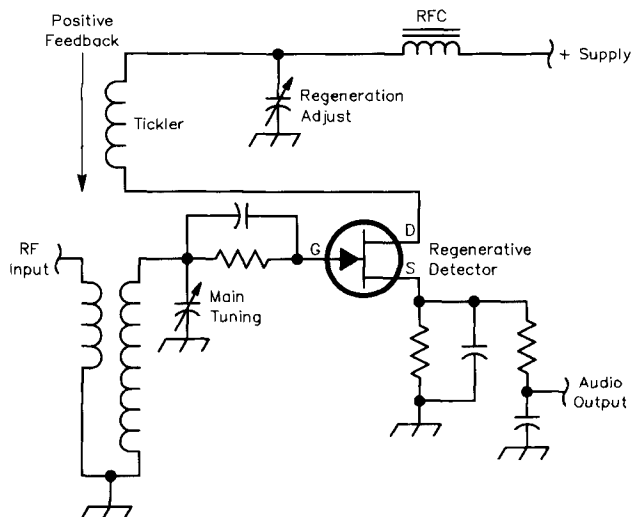 Positive
Feedback
RFC
+ Supply
Regeneration
Adjust
Tickler
D
RF
Input
G
Regenerative
Detector
S
Main
Tuning
Audio
Output